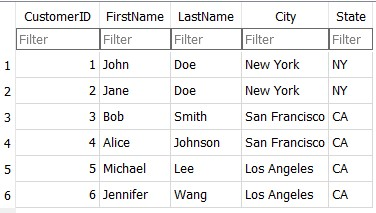 CustomerID FirstName LastName City State
Filter Filter Filter Filter Filter
1 1 John Doe New York NY
2 2 Jane Doe New York NY
3 3 Bob Smith San Francisco CA
4 4 Alice Johnson San Francisco CA
5 5 Michael Lee Los Angeles CA
6 6 Jennifer Wang Los Angeles CA